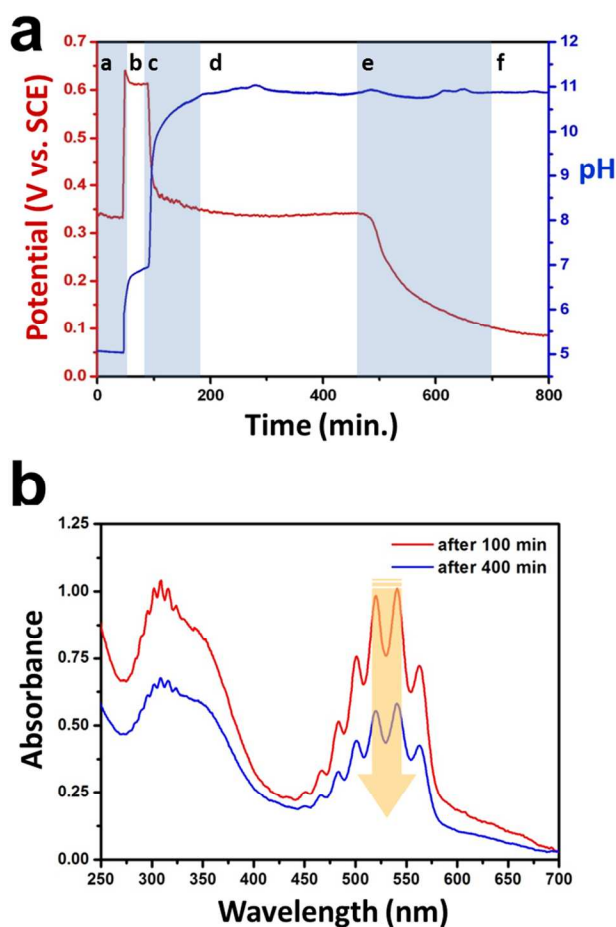 a
a b c d e f
0.7
0.6
0.5
0.4
0.3
0.2
0.1
0.0
Potential (V vs. SCE)
12
11
10
9
8
7
6
5
pH
0 200 400 600 800
Time (min.)
b
after 100 min
after 400 min
1.25
1.00
0.75
0.50
0.25
0.00
Absorbance
250 300 350 400 450 500 550 600 650 700
Wavelength (nm)